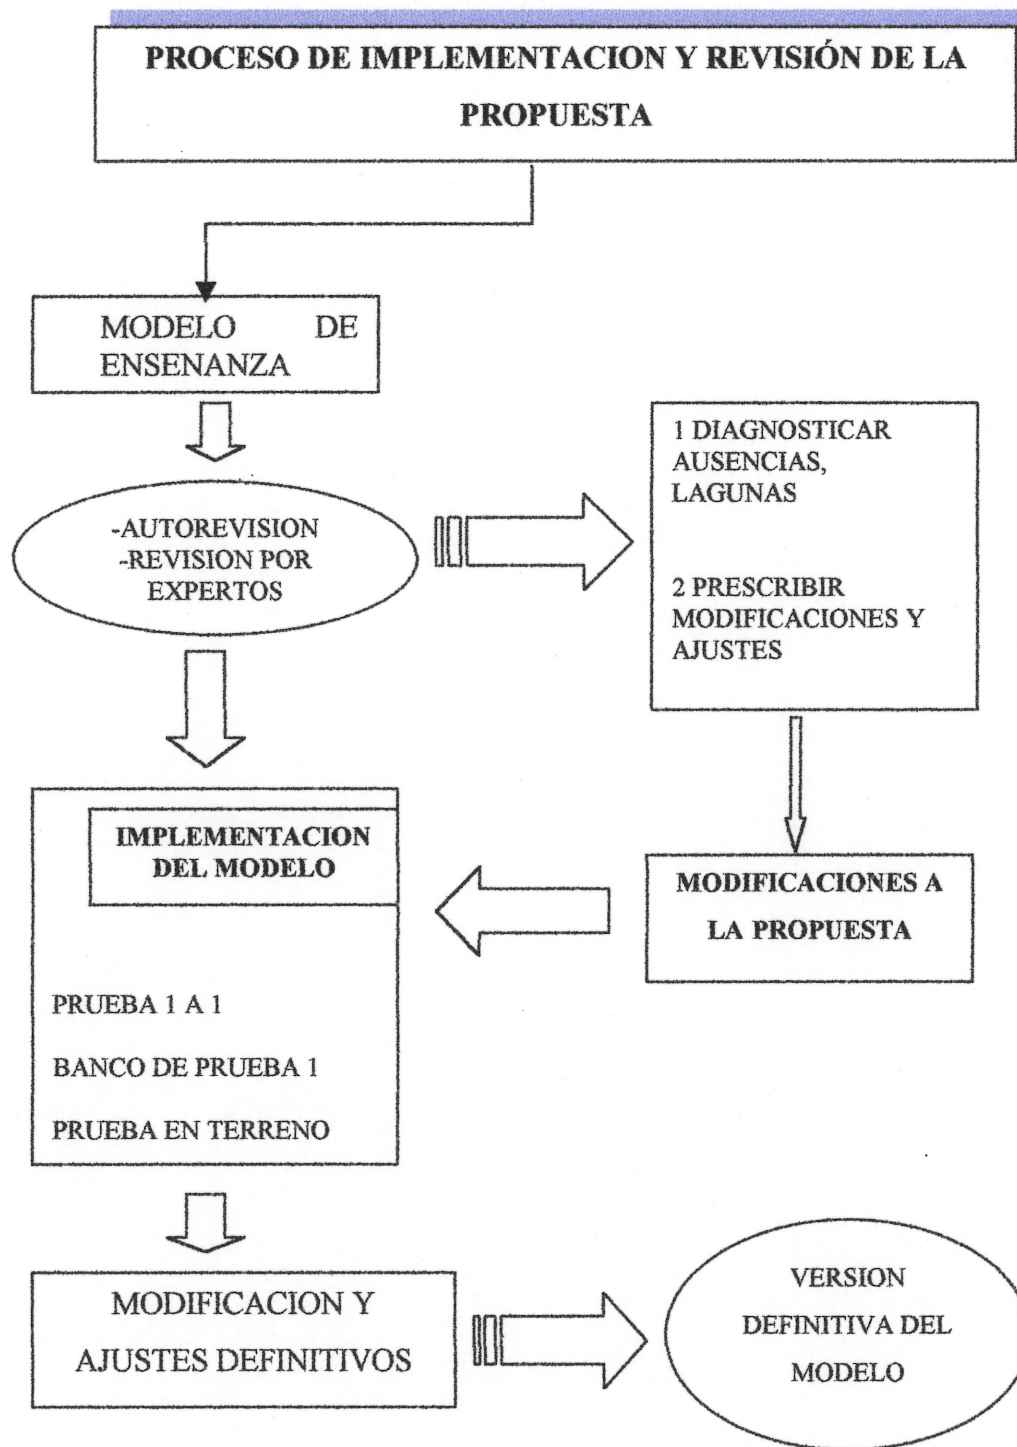 PROCESO DE IMPLEMENTACION Y REVISIÓN DE LA
PROPUESTA
MODELO DE
ENSENANZA
-AUTOREVISION
-REVISION POR
EXPERTOS
1 DIAGNOSTICAR
AUSENCIAS,
LAGUNAS
2 PRESCRIBIR
MODIFICACIONES Y
AJUSTES
IMPLEMENTACION
DEL MODELO
PRUEBA 1 A 1
BANCO DE PRUEBA 1
PRUEBA EN TERRENO
MODIFICACIONES A
LA PROPUESTA
MODIFICACION Y
AJUSTES DEFINITIVOS
VERSION
DEFINITIVA DEL
MODELO